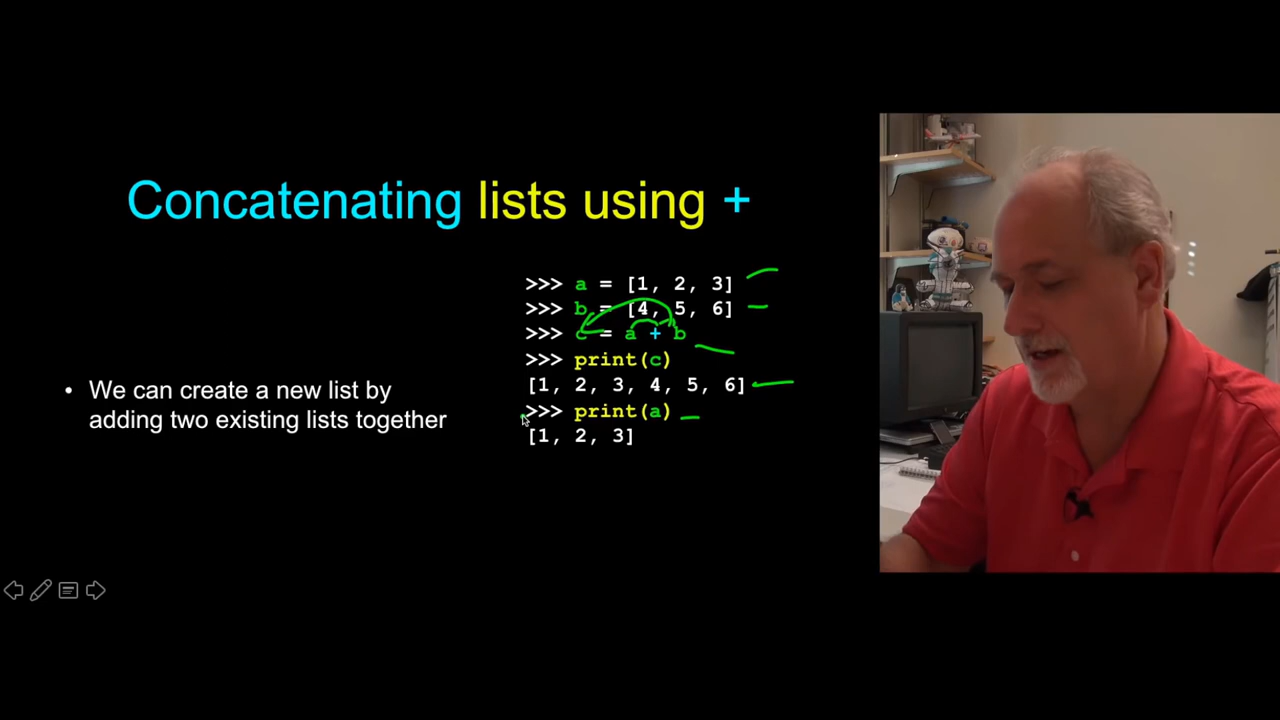 Concatenating lists using +
• We can create a new list by
adding two existing lists together
>>> a = [1, 2, 3]
>>> b = [4, 5, 6]
>>> c = a + b
>>> print(c)
[1, 2, 3, 4, 5, 6]
>>> print(a)
[1, 2, 3]